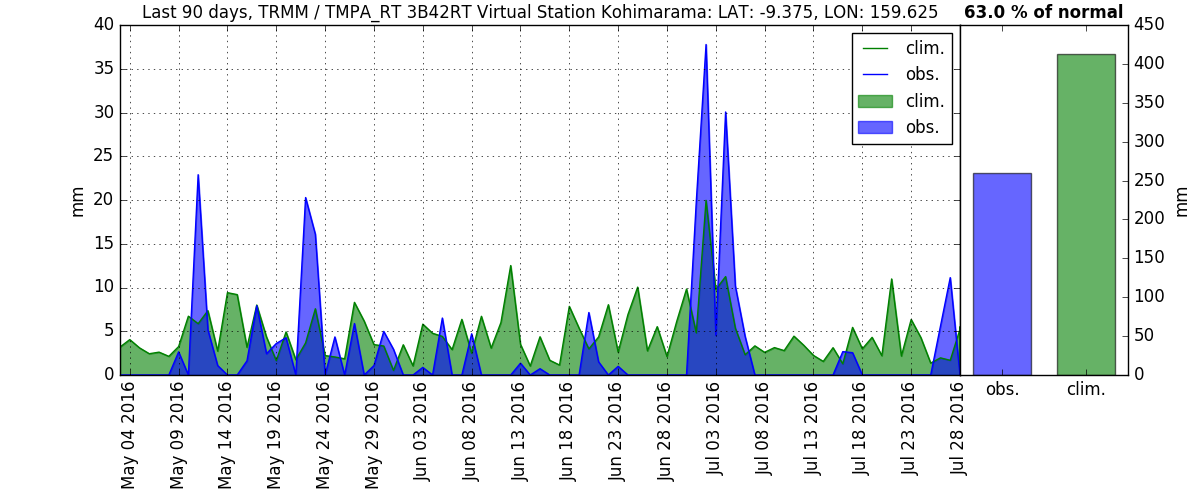 Last 90 days, TRMM / TMPA_RT 3B42RT Virtual Station Kohimarama: LAT: -9.375, LON: 159.625
63.0 % of normal
mm
40
35
30
25
20
15
10
5
0
clim.
obs.
clim.
obs.
May 04 2016
May 09 2016
May 14 2016
May 19 2016
May 24 2016
May 29 2016
Jun 03 2016
Jun 08 2016
Jun 13 2016
Jun 18 2016
Jun 23 2016
Jun 28 2016
Jul 03 2016
Jul 08 2016
Jul 13 2016
Jul 18 2016
Jul 23 2016
Jul 28 2016
obs.
clim.
450
400
350
300
250
200
150
100
50
0
mm